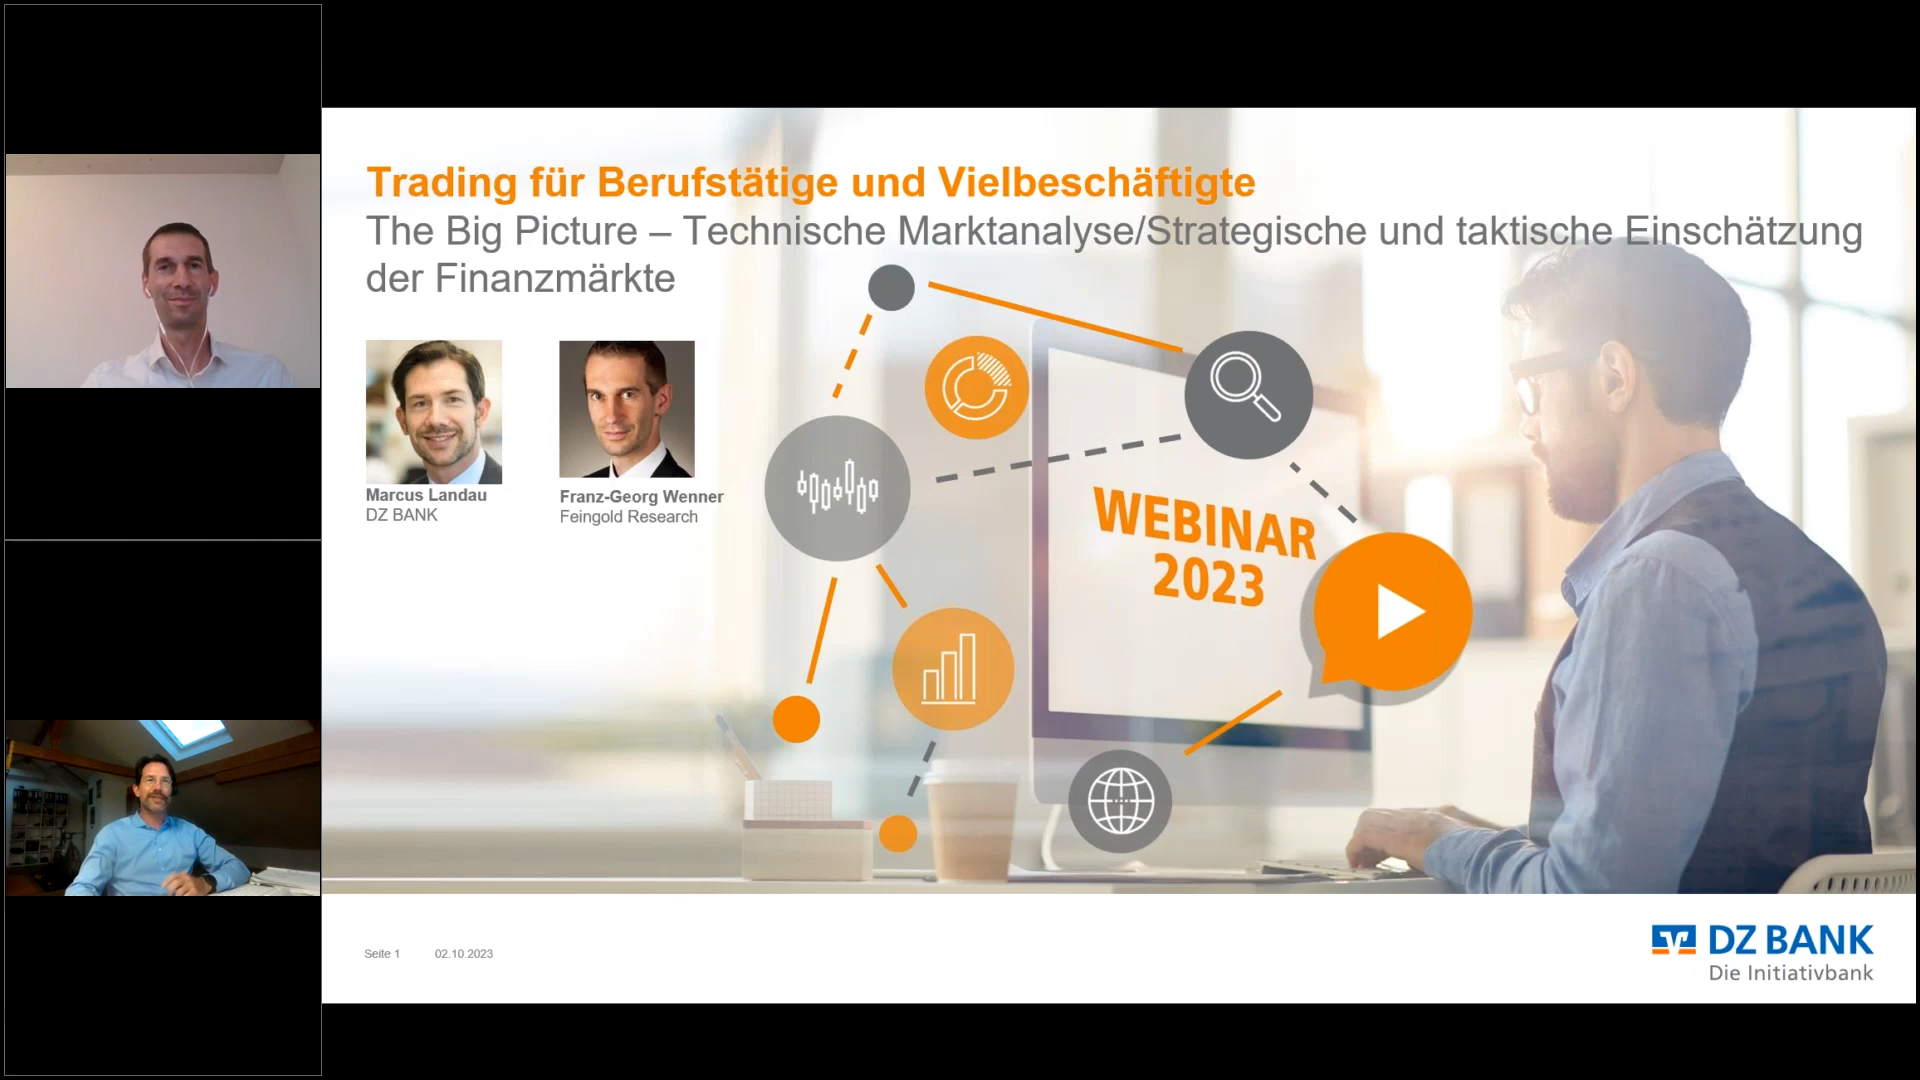 Trading für Berufstätige und Vielbeschäftigte
The Big Picture – Technische Marktanalyse/Strategische und taktische Einschätzung
der Finanzmärkte
Marcus Landau
DZ BANK
Franz-Georg Wenner
Feingold Research
WEBINAR
2023
Seite 1
02.10.2023
DZ BANK
Die Initiativbank